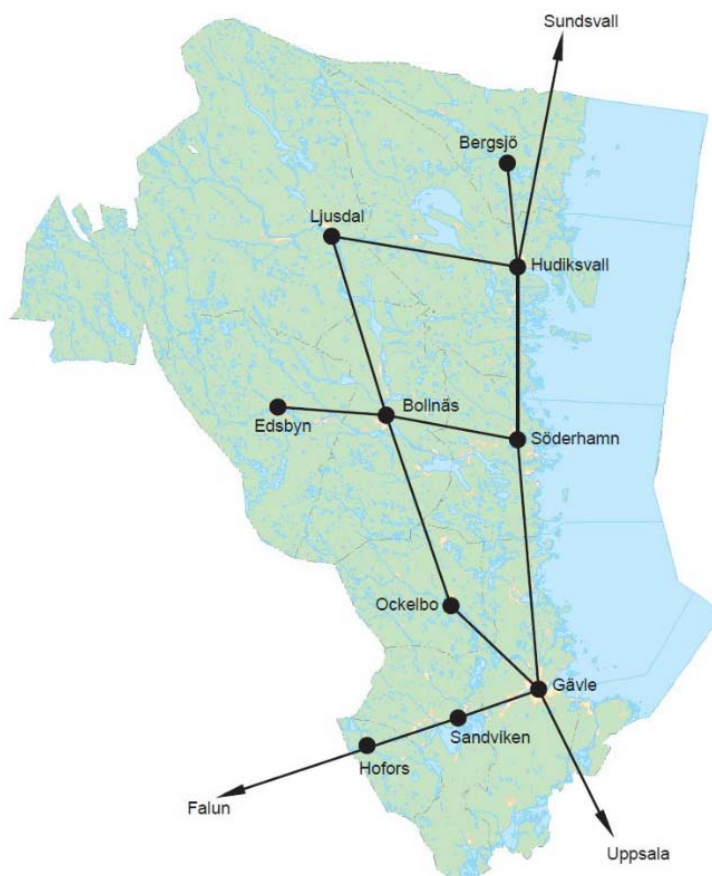 Sundsvall
Bergsjö
Ljusdal
Hudiksvall
Bollnäs
Edsbyn
Söderhamn
Ockelbo
Gävle
Sandviken
Hofors
Falun
Uppsala